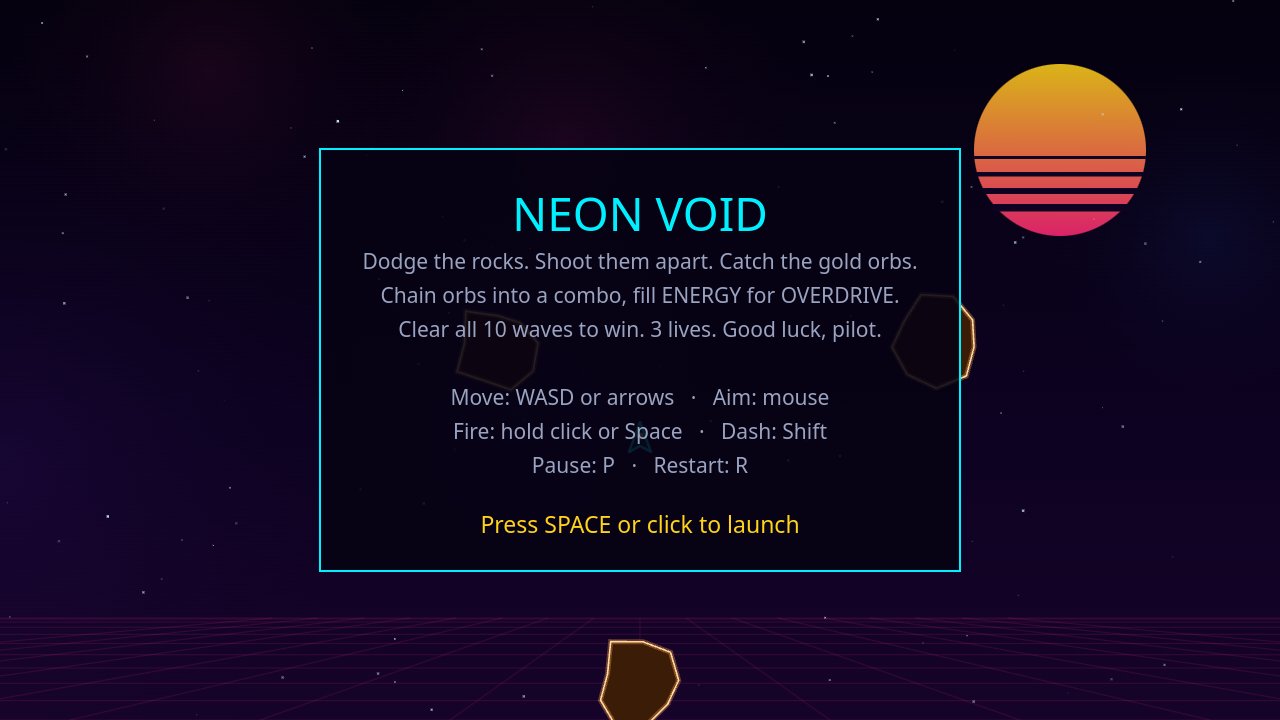 NEON VOID
Dodge the rocks. Shoot them apart. Catch the gold orbs.
Chain orbs into a combo, fill ENERGY for OVERDRIVE.
Clear all 10 waves to win. 3 lives. Good luck, pilot.
Move: WASD or arrows · Aim: mouse
Fire: hold click or Space · Dash: Shift
Pause: P · Restart: R
Press SPACE or click to launch